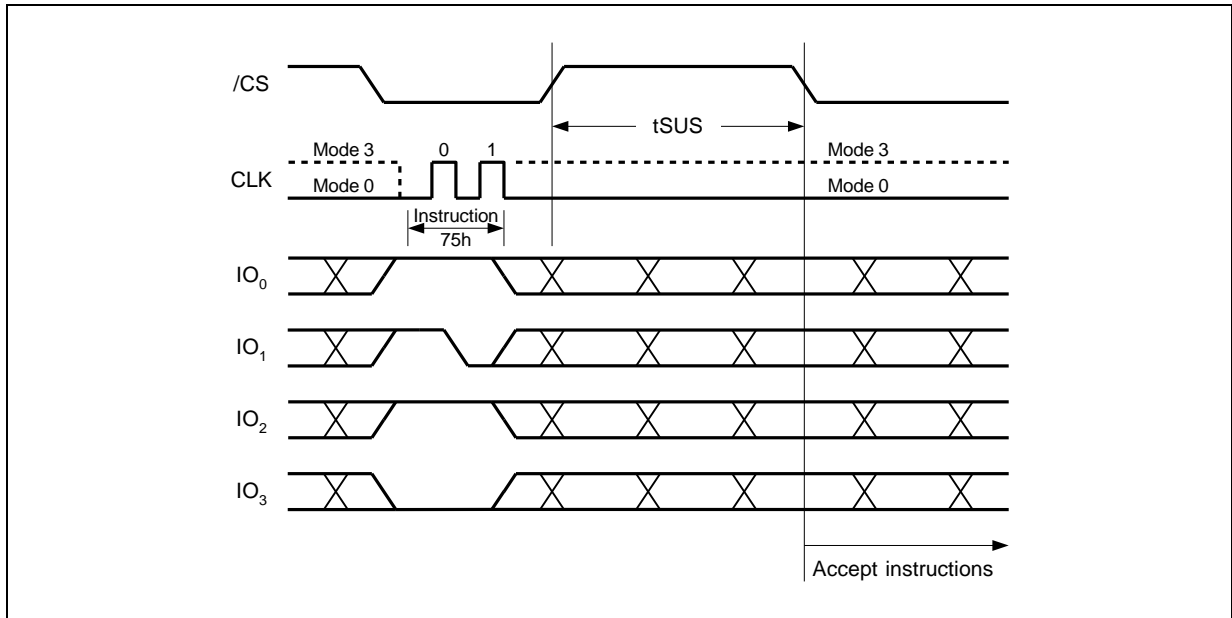 /CS
tSUS
Mode 3 0 1 Mode 3
CLK
Mode 0 Mode 0
Instruction
75h
IO0
IO1
IO2
IO3
Accept instructions